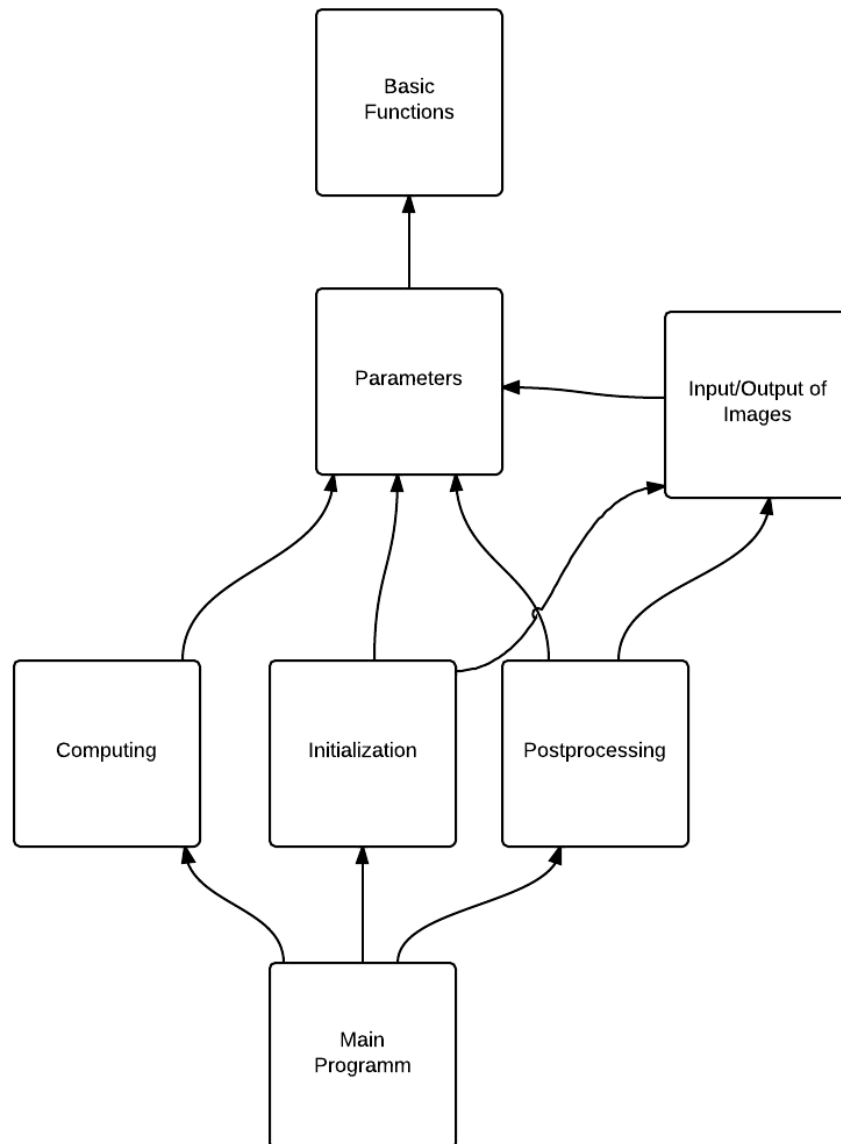 Basic
Functions
Parameters
Input/Output of
Images
Computing
Initialization
Postprocessing
Main
Programm